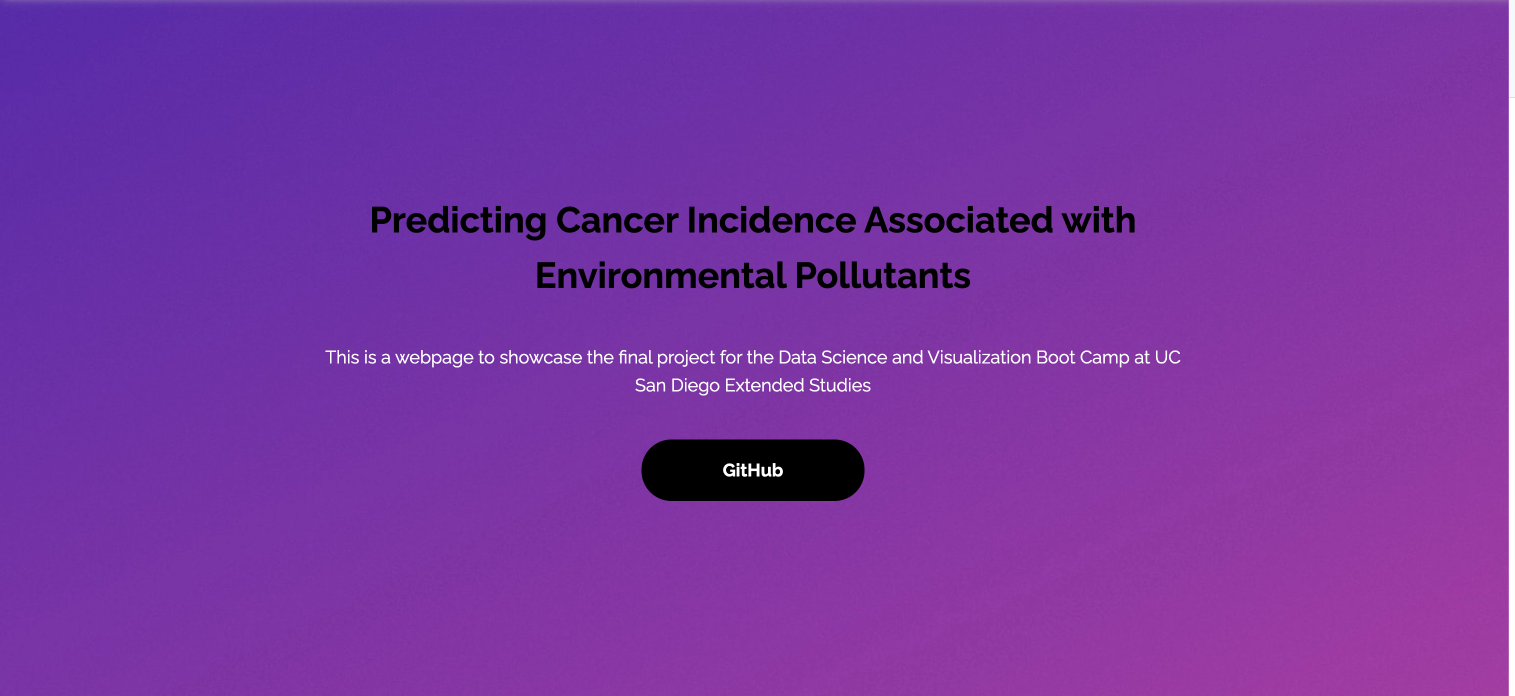 Predicting Cancer Incidence Associated with
Environmental Pollutants
This is a webpage to showcase the final project for the Data Science and Visualization Boot Camp at UC
San Diego Extended Studies
GitHub